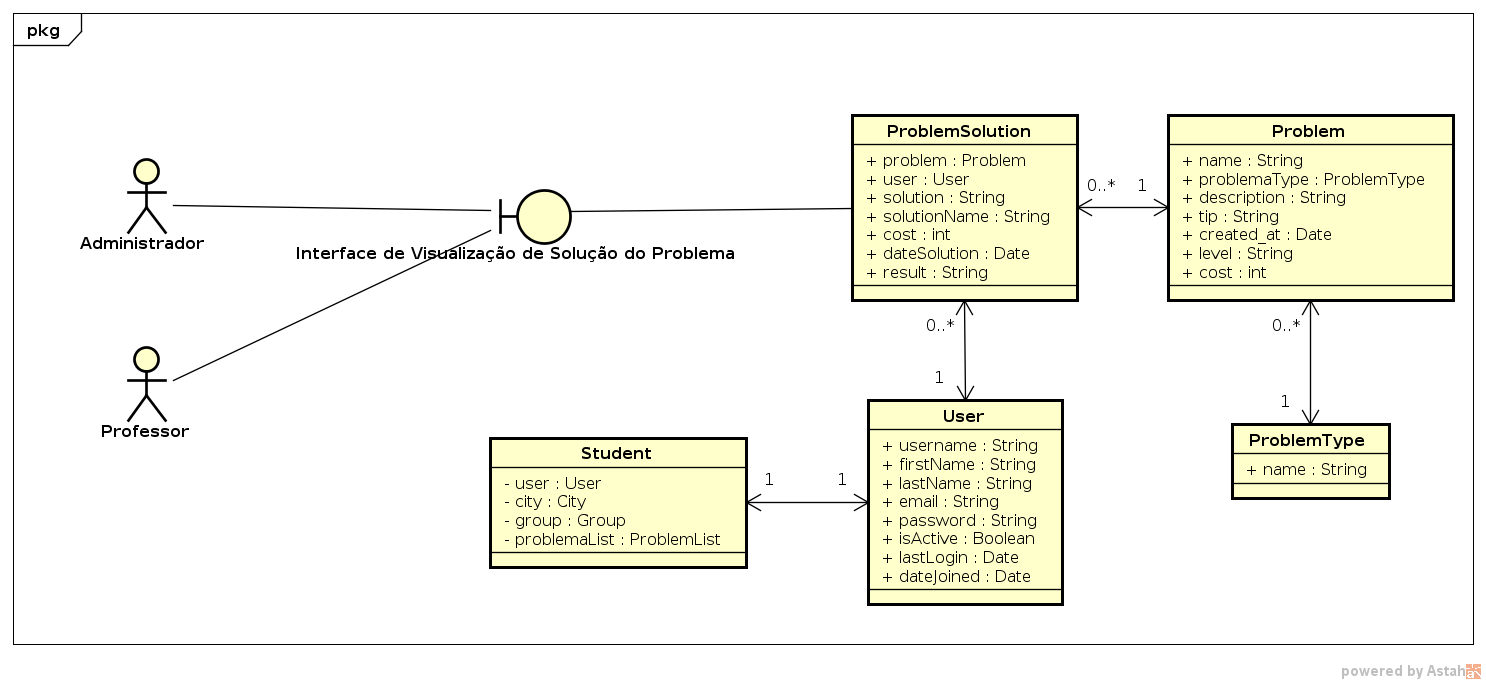 pkg
Administrador
Professor
Interface de Visualização de Solução do Problema
ProblemSolution
+ problem : Problem
+ user : User
+ solution : String
+ solutionName : String
+ cost : int
+ dateSolution : Date
+ result : String
0..*
1
Problem
+ name : String
+ problemaType : ProblemType
+ description : String
+ tip : String
+ created_at : Date
+ level : String
+ cost : int
0..*
1
0..*
1
Student
- user : User
- city : City
- group : Group
- problemaList : ProblemList
1
1
User
+ username : String
+ firstName : String
+ lastName : String
+ email : String
+ password : String
+ isActive : Boolean
+ lastLogin : Date
+ dateJoined : Date
ProblemType
+ name : String
powered by Astah